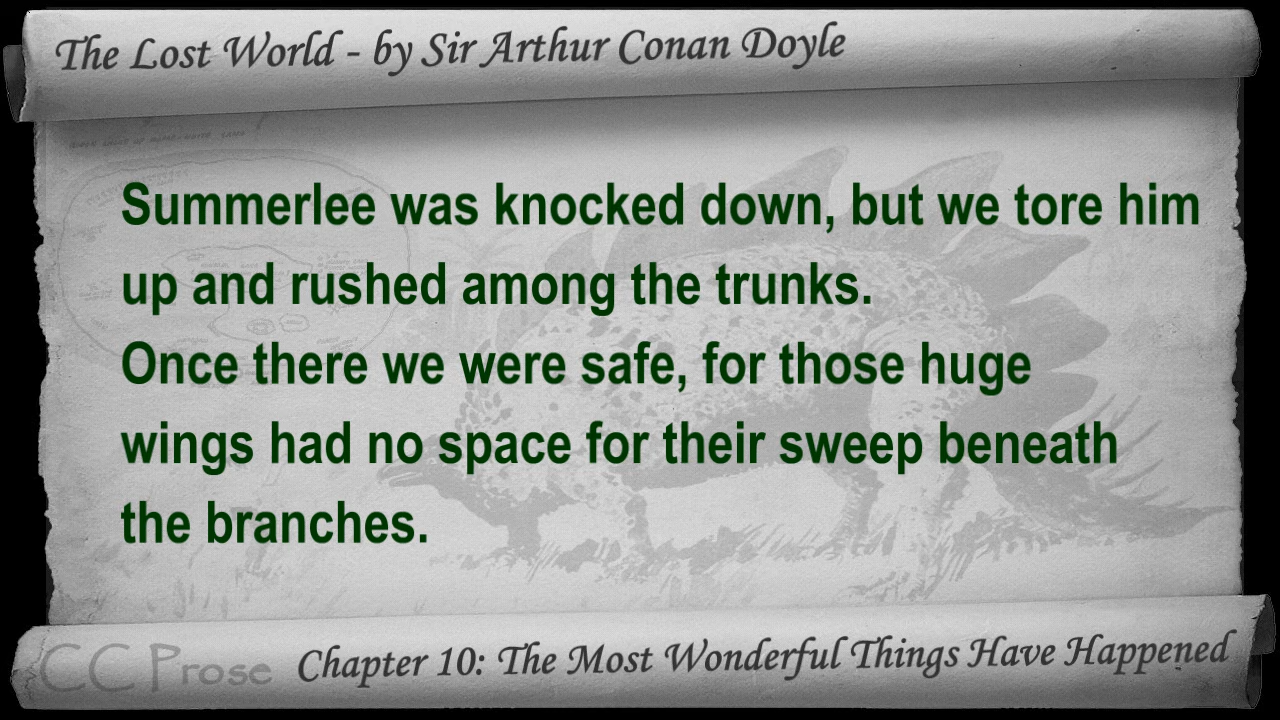 The Lost World - by Sir Arthur Conan Doyle
Summerlee was knocked down, but we tore him
up and rushed among the trunks.
Once there we were safe, for those huge
wings had no space for their sweep beneath
the branches.
CC Prose
Chapter 10: The Most Wonderful Things Have Happened